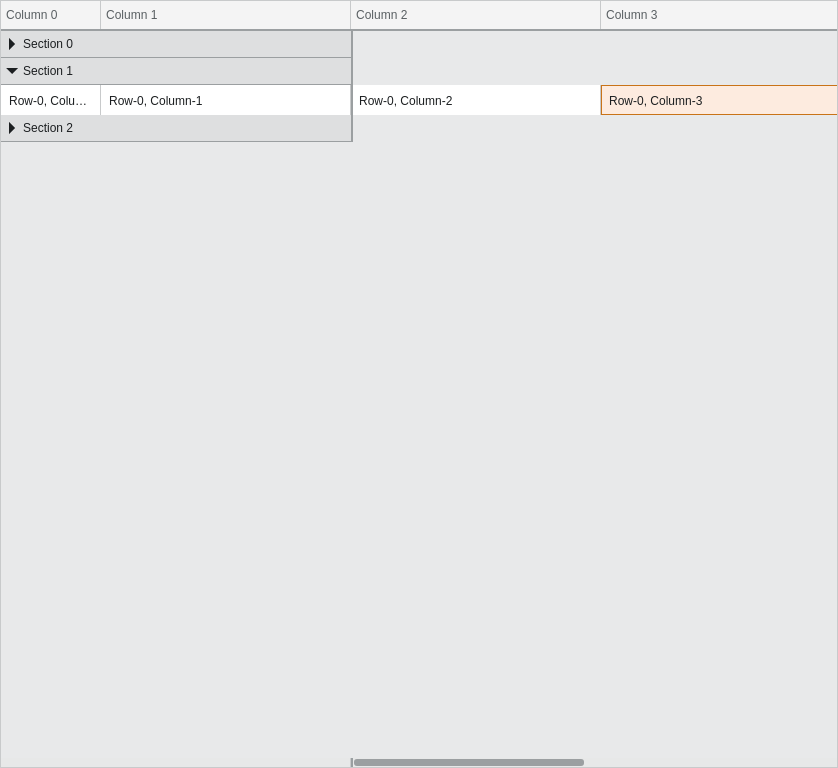 Column 0 Column 1 Column 2 Column 3
Section 0
Section 1
Row-0, Colu… Row-0, Column-1 Row-0, Column-2 Row-0, Column-3
Section 2